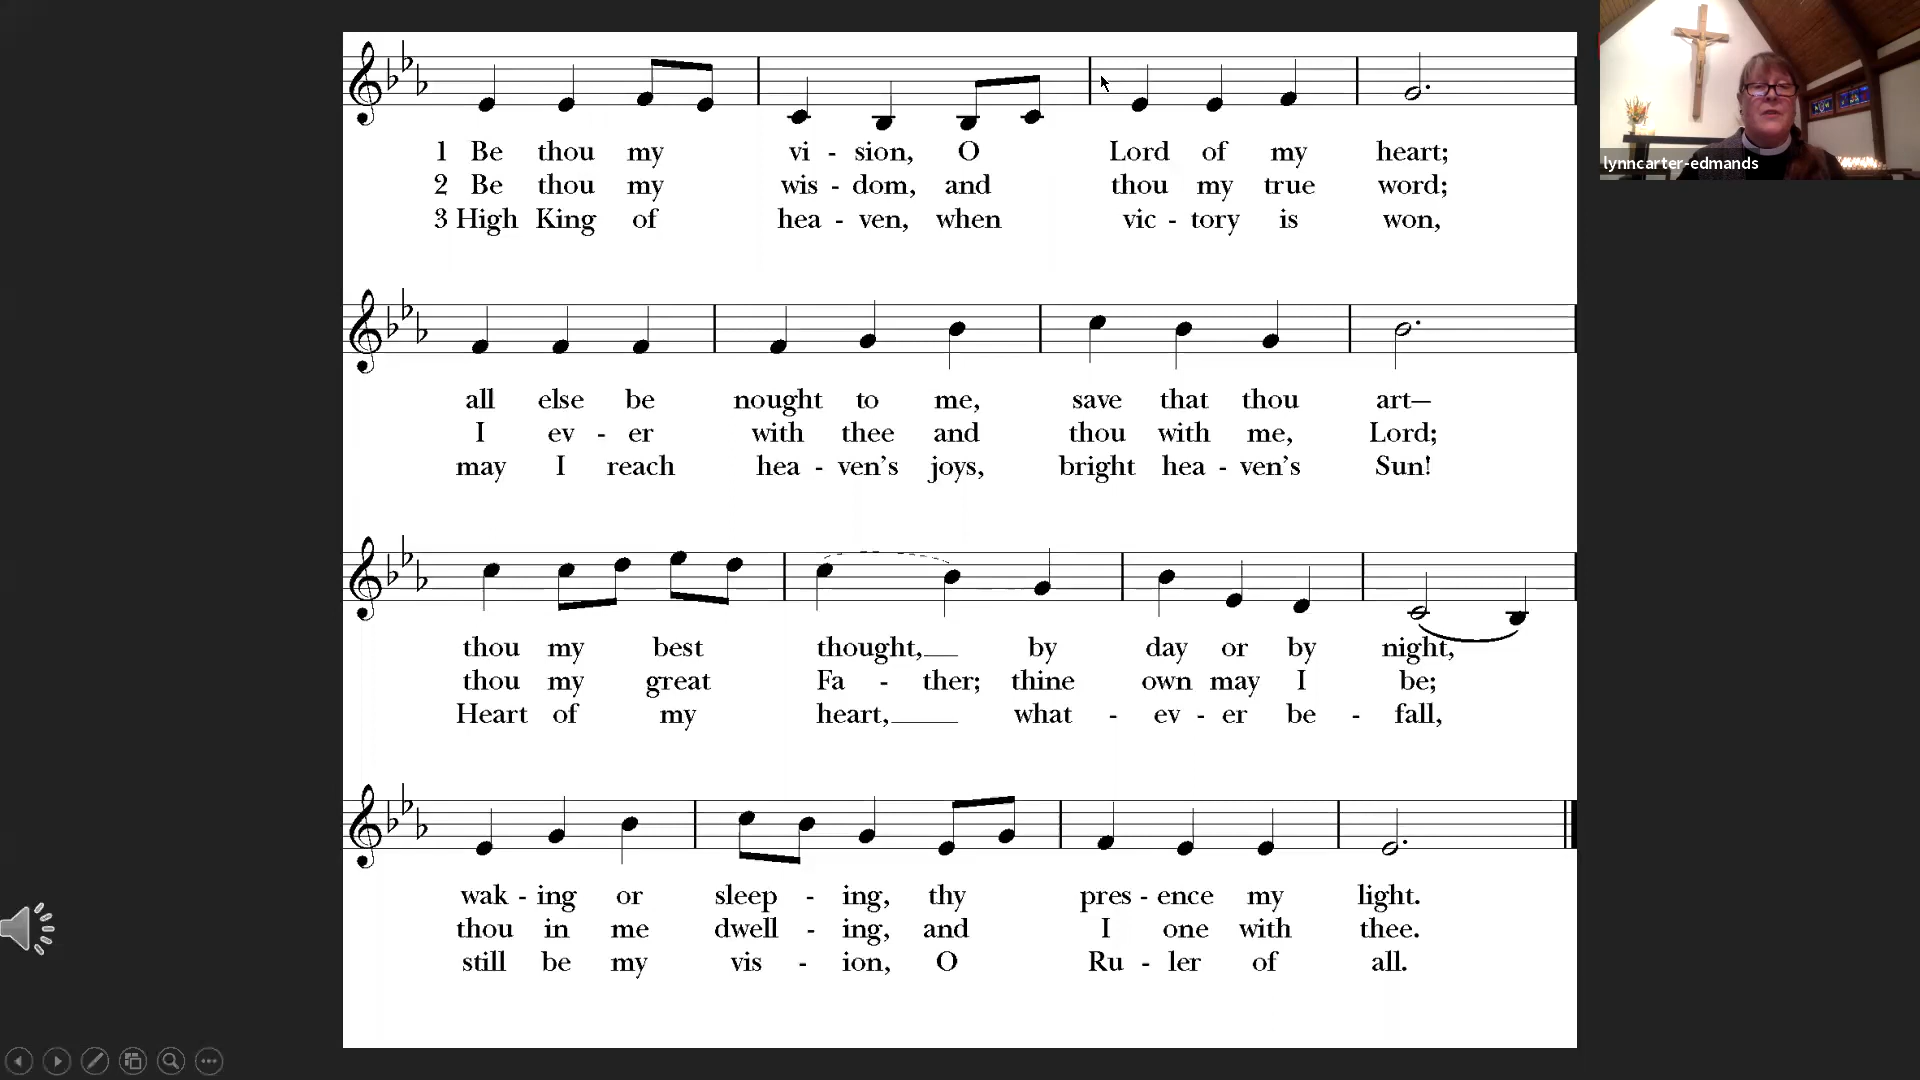 1 Be thou my vi - sion, O Lord of my heart;
2 Be thou my wis - dom, and thou my true word;
3 High King of hea - ven, when vic - tory is won,
all else be nought to me, save that thou art—
I ev - er with thee and thou with me, Lord;
may I reach hea - ven's joys, bright hea - ven's Sun!
thou my best thought,__ by day or by night,
thou my great Fa - ther; thine own may I be;
Heart of my heart,____ what - ev - er be - fall,
wak - ing or sleep - ing, thy pres - ence my light.
thou in me dwell - ing, and I one with thee.
still be my vis - ion, O Ru - ler of all.
lynncarter-edmands